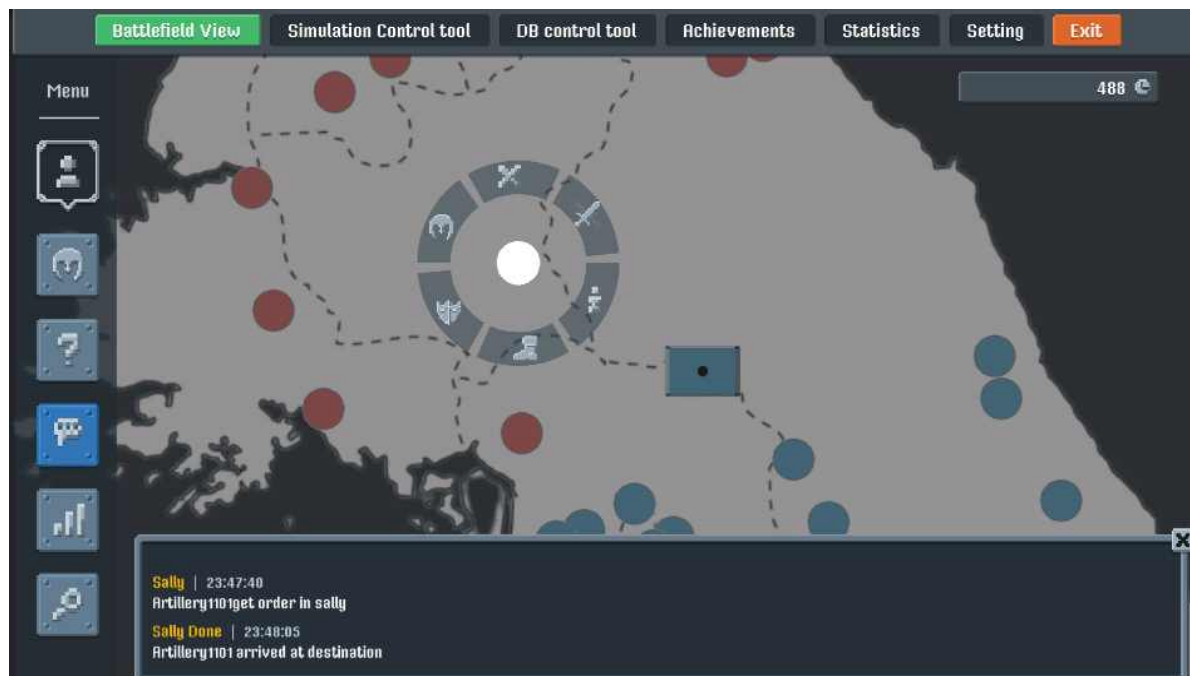 Battlefield View
Simulation Control tool
DB control tool
Achievements
Statistics
Setting
Exit
Menu
488
Sally | 23:47:40
Artillery1101get order in sally
Sally Done | 23:48:05
Artillery1101 arrived at destination